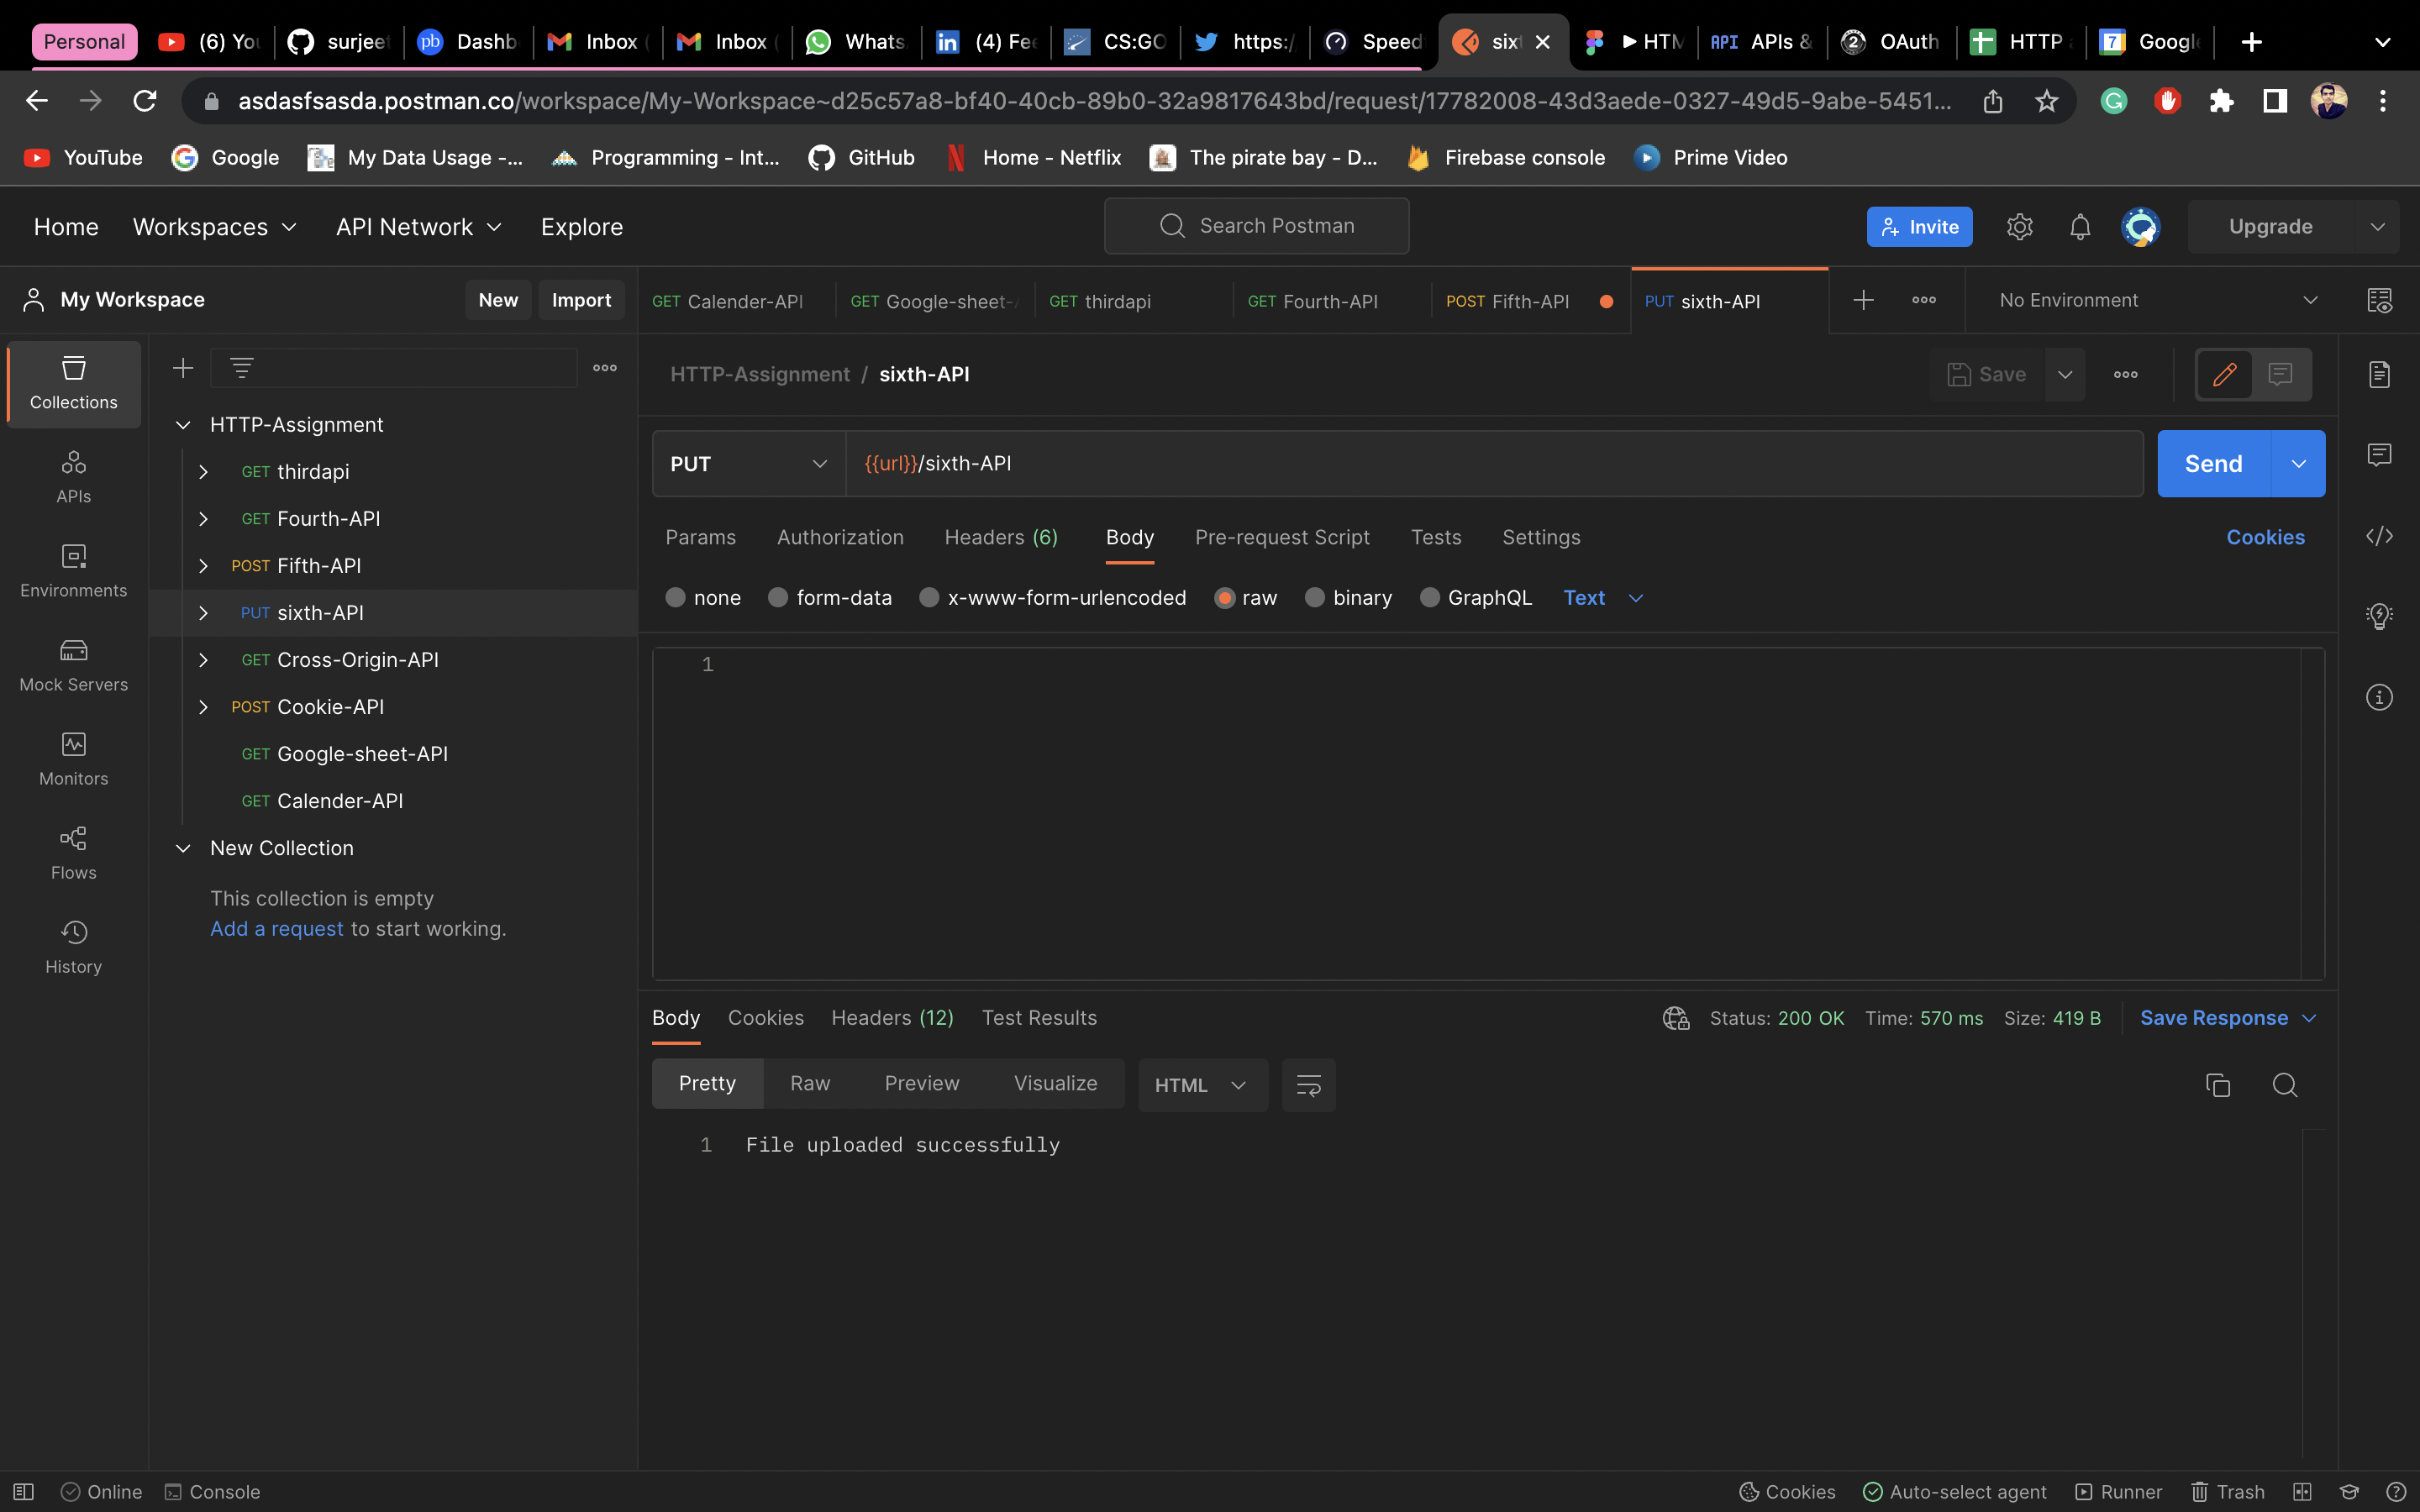 Personal (6) You surjeet Dashb Inbox ( Inbox ( Whats (4) Fee CS:GO https:/ Speed sixt HTM APIs & OAuth HTTP Google
asdasfsasda.postman.co/workspace/My-Workspace~d25c57a8-bf40-40cb-89b0-32a9817643bd/request/17782008-43d3aede-0327-49d5-9abe-5451...
YouTube Google My Data Usage -... Programming - Int... GitHub Home - Netflix The pirate bay - D... Firebase console Prime Video
Home Workspaces API Network Explore Search Postman Invite Upgrade
My Workspace New Import GET Calender-API GET Google-sheet- GET thirdapi GET Fourth-API POST Fifth-API PUT sixth-API No Environment
Collections
APIs
Environments
Mock Servers
Monitors
Flows
History
HTTP-Assignment
GET thirdapi
GET Fourth-API
POST Fifth-API
PUT sixth-API
GET Cross-Origin-API
POST Cookie-API
GET Google-sheet-API
GET Calender-API
New Collection
This collection is empty
Add a request to start working.
HTTP-Assignment / sixth-API Save
PUT {{url}}/sixth-API Send
Params Authorization Headers (6) Body Pre-request Script Tests Settings Cookies
none form-data x-www-form-urlencoded raw binary GraphQL Text
1
Body Cookies Headers (12) Test Results Status: 200 OK Time: 570 ms Size: 419 B Save Response
Pretty Raw Preview Visualize HTML
1 File uploaded successfully
Online Console Cookies Auto-select agent Runner Trash